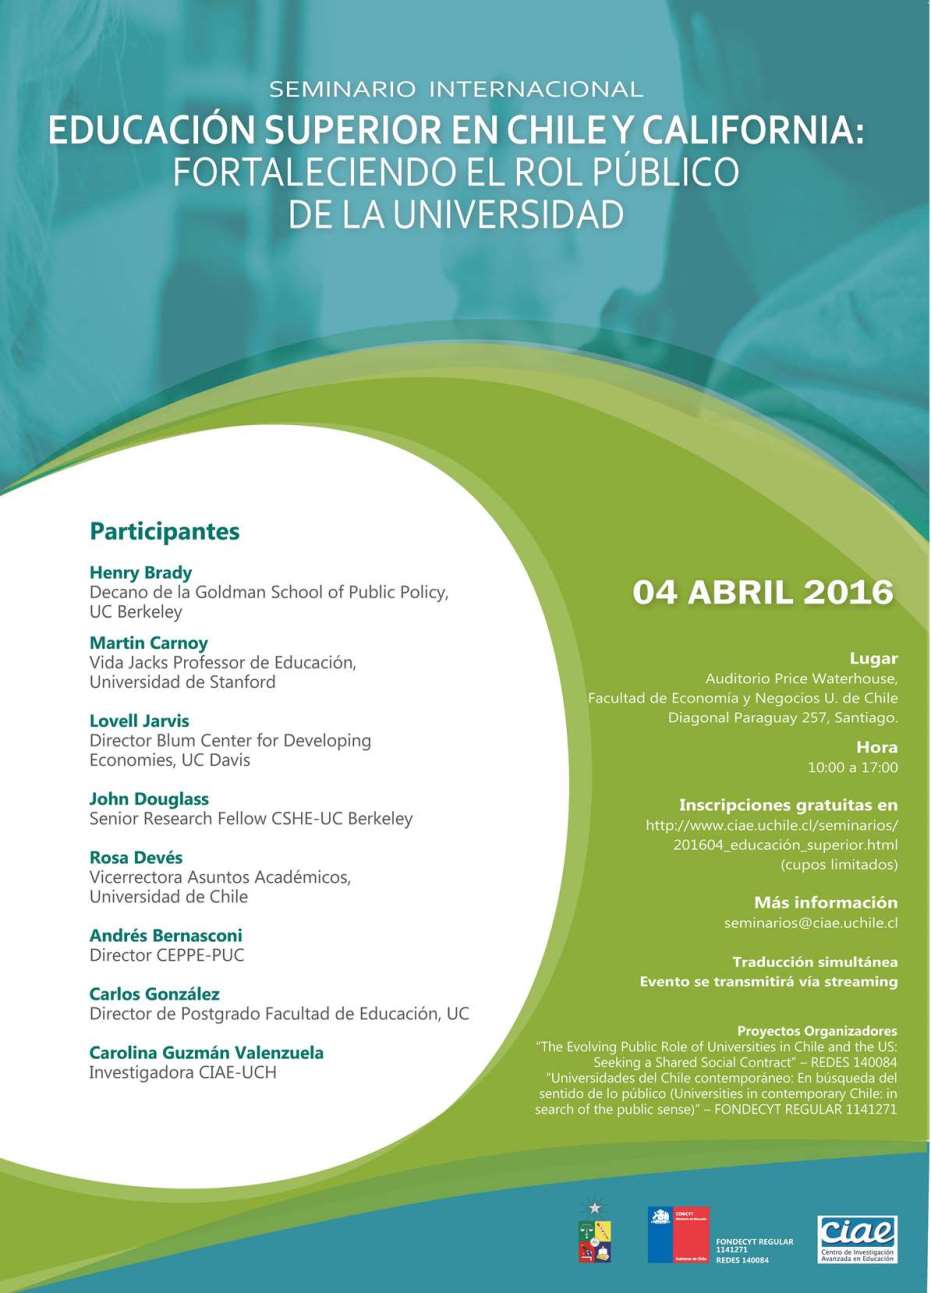 SEMINARIO INTERNACIONAL
EDUCACIÓN SUPERIOR EN CHILE Y CALIFORNIA:
FORTALECIENDO EL ROL PÚBLICO
DE LA UNIVERSIDAD
Participantes
Henry Brady
Decano de la Goldman School of Public Policy,
UC Berkeley
Martin Carnoy
Vida Jacks Professor de Educación,
Universidad de Stanford
Lovell Jarvis
Director Blum Center for Developing
Economies, UC Davis
John Douglass
Senior Research Fellow CSHE-UC Berkeley
Rosa Devés
Vicerrectora Asuntos Académicos,
Universidad de Chile
Andrés Bernasconi
Director CEPPE-PUC
Carlos González
Director de Postgrado Facultad de Educación, UC
Carolina Guzmán Valenzuela
Investigadora CIAE-UCH
04 ABRIL 2016
Lugar
Auditorio Price Waterhouse,
Facultad de Economía y Negocios U. de Chile
Diagonal Paraguay 257, Santiago.
Hora
10:00 a 17:00
Inscripciones gratuitas en
http://www.ciae.uchile.cl/seminarios/
201604_educación_superior.html
(cupos limitados)
Más información
seminarios@ciae.uchile.cl
Traducción simultánea
Evento se transmitirá vía streaming
Proyectos Organizadores
"The Evolving Public Role of Universities in Chile and the US:
Seeking a Shared Social Contract" – REDES 140084
"Universidades del Chile contemporáneo: En búsqueda del
sentido de lo público (Universities in contemporary Chile: in
search of the public sense)" – FONDECYT REGULAR 1141271
CONICYT
Ministerio de Educación
Gobierno de Chile
FONDECYT REGULAR
1141271
REDES 140084
ciae
Centro de Investigación
Avanzada en Educación